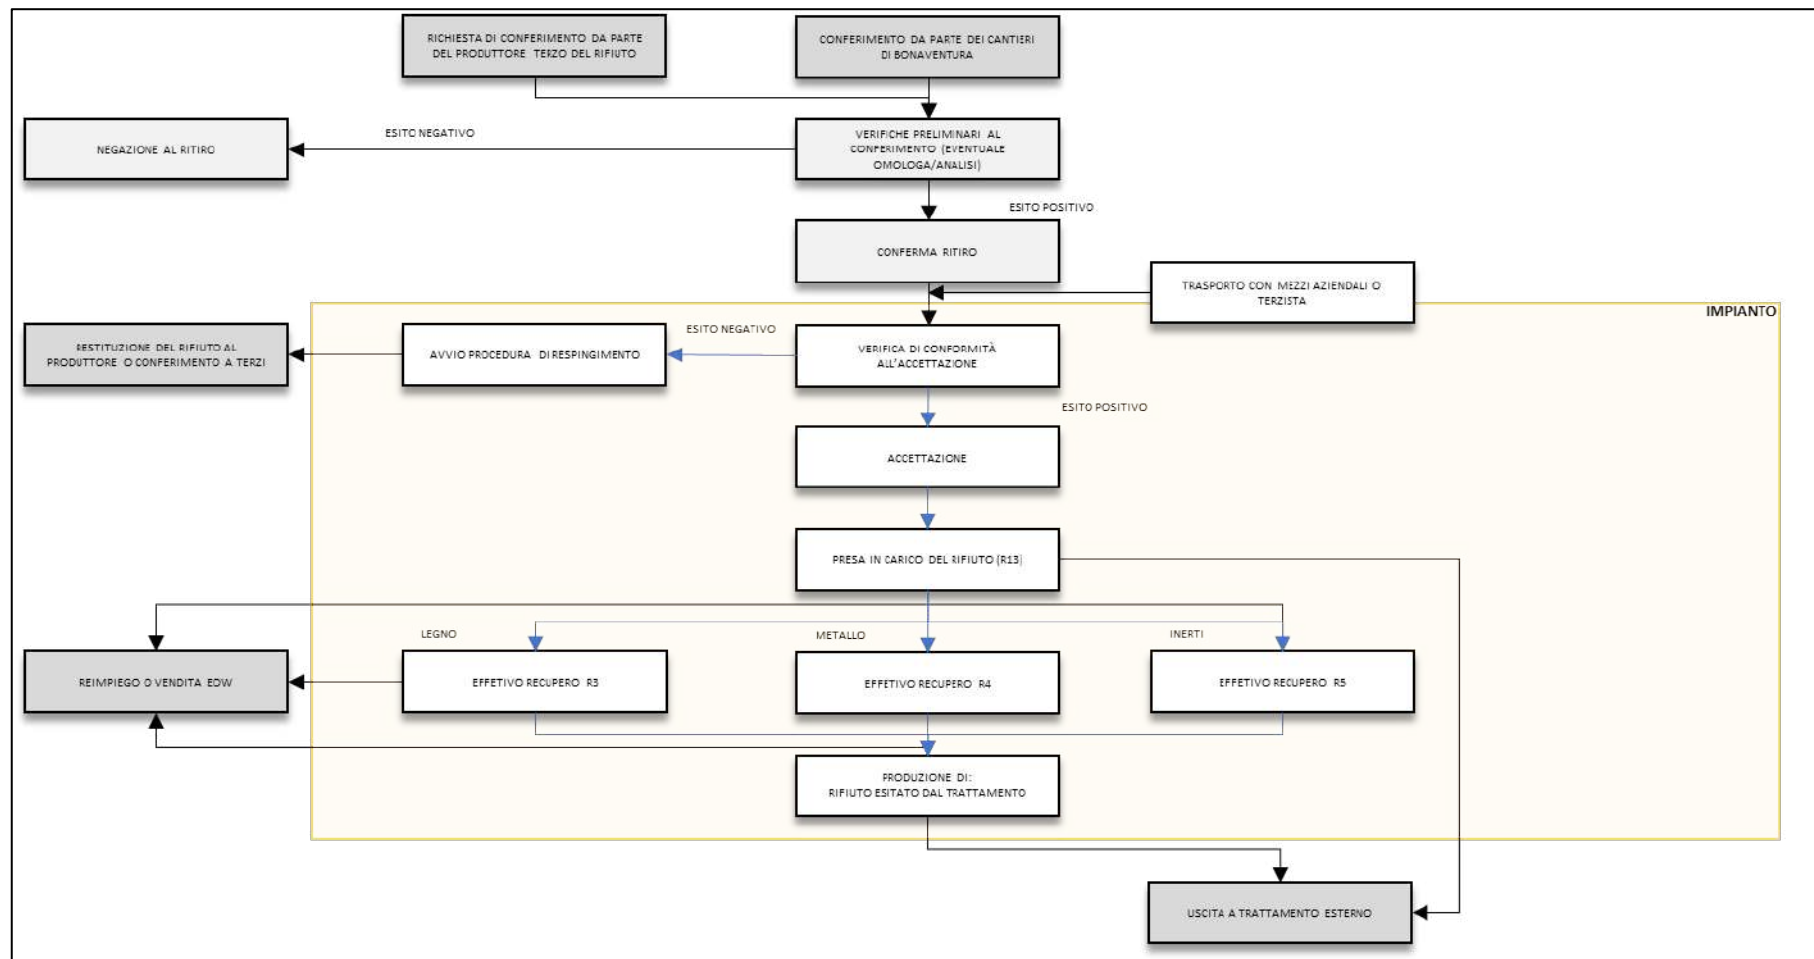 RICHIESTA DI CONFERIMENTO DA PARTE
DEL PRODUTTORE TERZO DEL RIFIUTO
CONFERIMENTO DA PARTE DEI CANTIERI
DI BONAVENTURA
NEGAZIONE AL RITIRO
ESITO NEGATIVO
VERIFICHE PRELIMINARI AL
CONFERIMENTO (EVENTUALE
OMOLOGA/ANALISI)
ESITO POSITIVO
CONFERMA RITIRO
TRASPORTO CON MEZZI AZIENDALI O
TERZISTA
IMPIANTO
RESTITUZIONE DEL RIFIUTO AL
PRODUTTORE O CONFERIMENTO A TERZI
AVVIO PROCEDURA DI RESPINGIMENTO
ESITO NEGATIVO
VERIFICA DI CONFORMITÀ
ALL'ACCETTAZIONE
ESITO POSITIVO
ACCETTAZIONE
PRESA IN CARICO DEL RIFIUTO (R13)
LEGNO
METALLO
INERTI
REIMPIEGO O VENDITA EOW
EFFETIVO RECUPERO R3
EFFETIVO RECUPERO R4
EFFETIVO RECUPERO R5
PRODUZIONE DI:
RIFIUTO ESITATO DAL TRATTAMENTO
USCITA A TRATTAMENTO ESTERNO